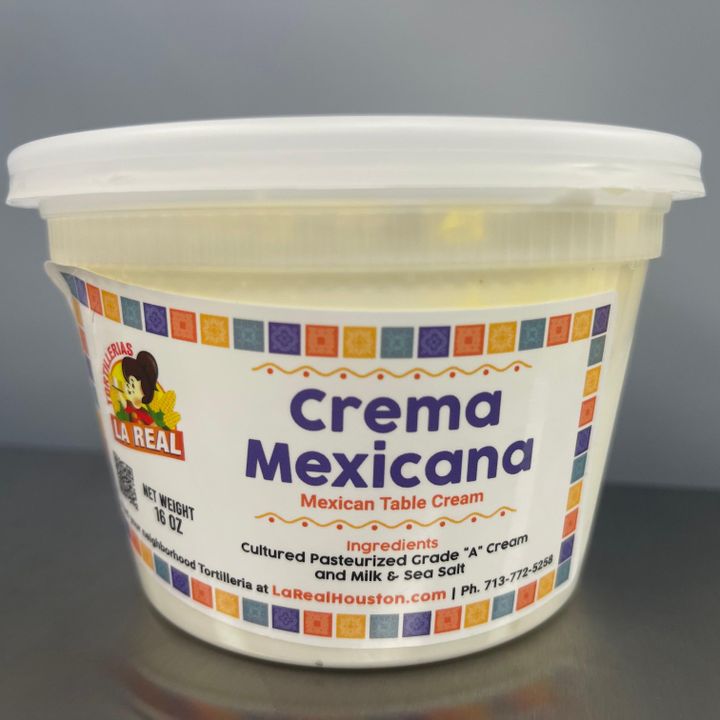 TORTILLERIAS
LA REAL
NET WEIGHT
16 OZ
Crema
Mexicana
Mexican Table Cream
Ingredients
Cultured Pasteurized Grade "A" Cream
and Milk & Sea Salt
neighborhood Tortilleria at LaRealHouston.com | Ph. 713-772-5258